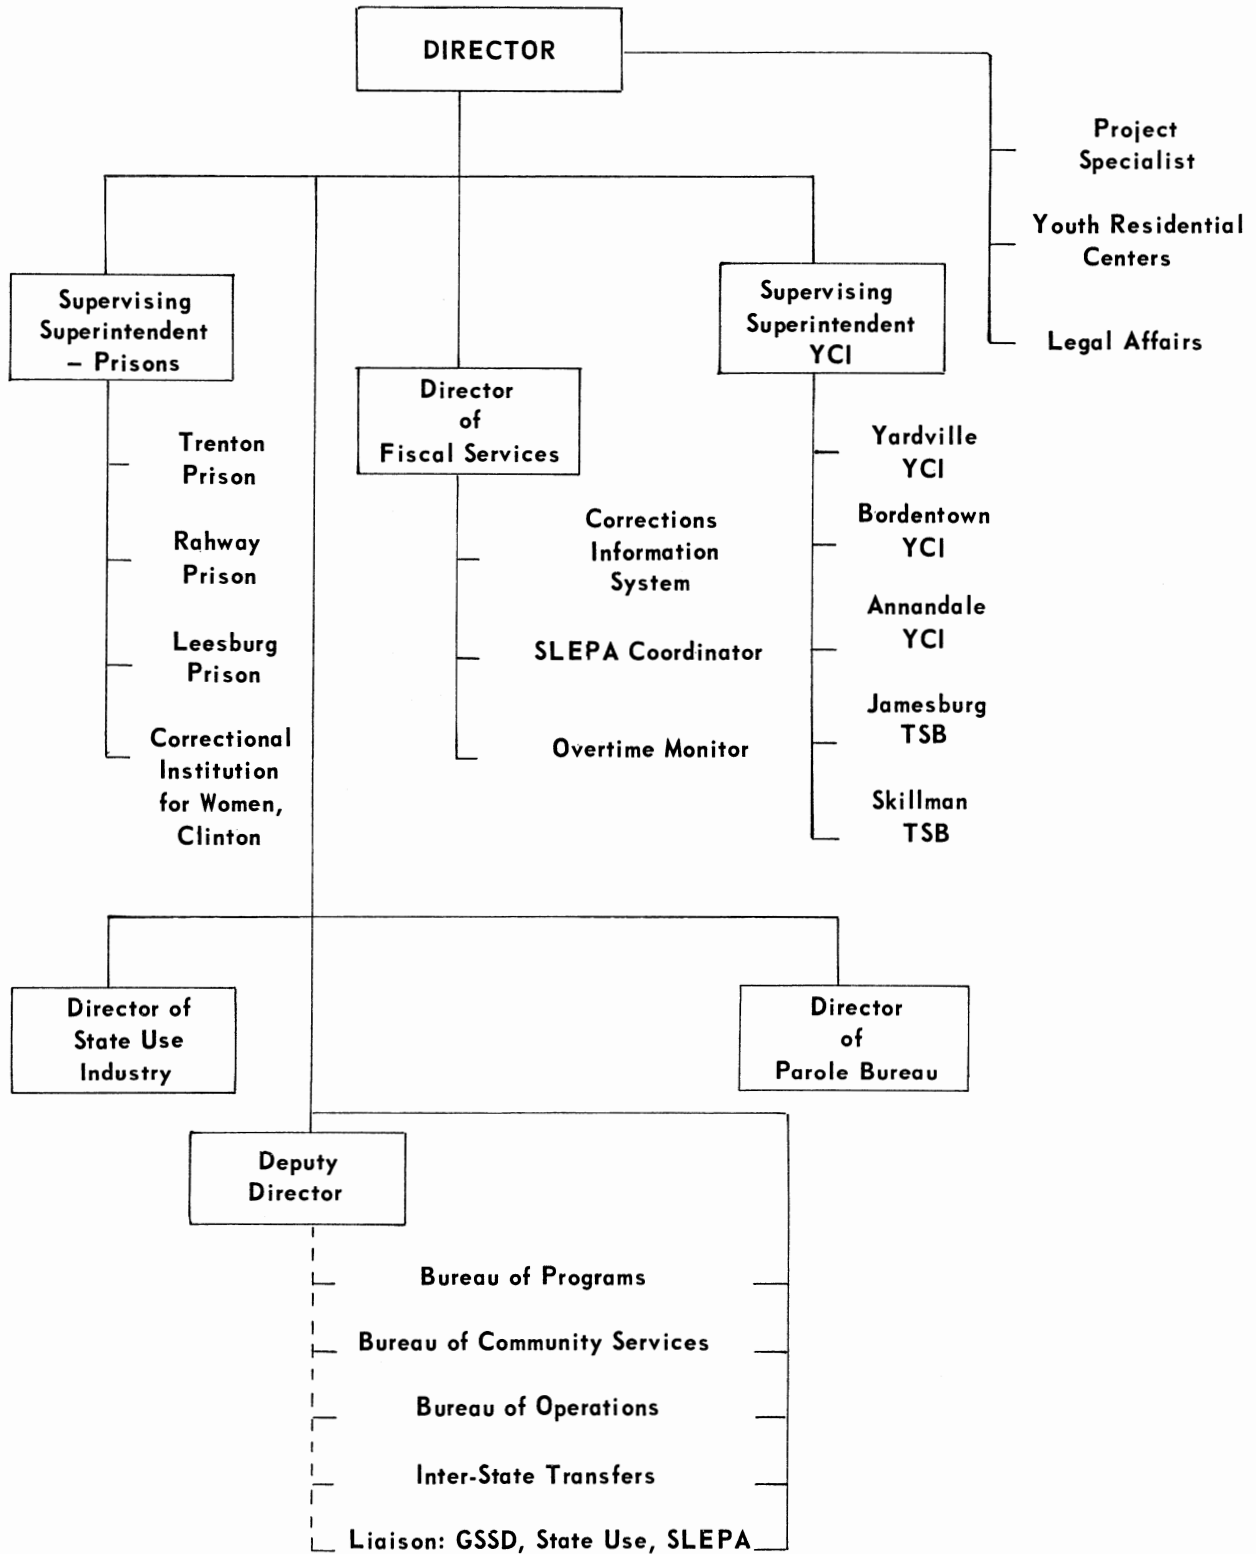 DIRECTOR
Project
Specialist
Youth Residential
Centers
Legal Affairs
Supervising
Superintendent
– Prisons
Trenton
Prison
Rahway
Prison
Leesburg
Prison
Correctional
Institution
for Women,
Clinton
Director
of
Fiscal Services
Corrections
Information
System
SLEPA Coordinator
Overtime Monitor
Supervising
Superintendent
YCI
Yardville
YCI
Bordentown
YCI
Annandale
YCI
Jamesburg
TSB
Skillman
TSB
Director of
State Use
Industry
Director
of
Parole Bureau
Deputy
Director
Bureau of Programs
Bureau of Community Services
Bureau of Operations
Inter-State Transfers
Liaison: GSSD, State Use, SLEPA